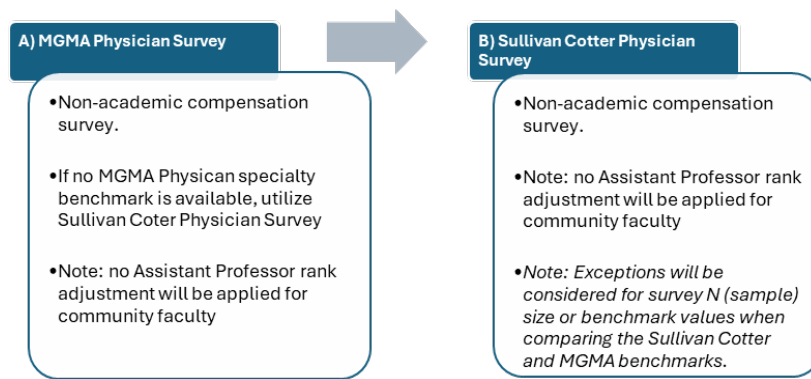 A) MGMA Physician Survey
•Non-academic compensation
survey.
•If no MGMA Physican specialty
benchmark is available, utilize
Sullivan Coter Physician Survey
•Note: no Assistant Professor rank
adjustment will be applied for
community faculty
B) Sullivan Cotter Physician
Survey
•Non-academic compensation
survey.
•Note: no Assistant Professor rank
adjustment will be applied for
community faculty
•Note: Exceptions will be
considered for survey N (sample)
size or benchmark values when
comparing the Sullivan Cotter
and MGMA benchmarks.